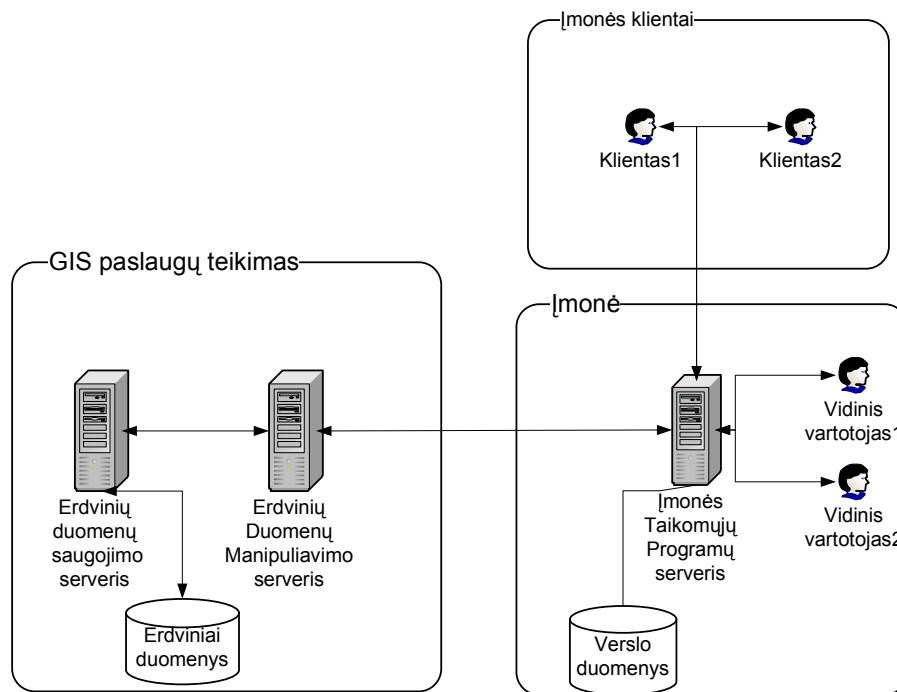 Įmonės klientai
Klientas1
Klientas2
GIS paslaugų teikimas
Erdvinių
duomenų
saugojimo
serveris
Erdvinių
Duomenų
Manipuliavimo
serveris
Erdviniai
duomenys
Įmonė
Įmonės
Taikomųjų
Programų
serveris
Vidinis
vartotojas1
Vidinis
vartotojas2
Verslo
duomenys